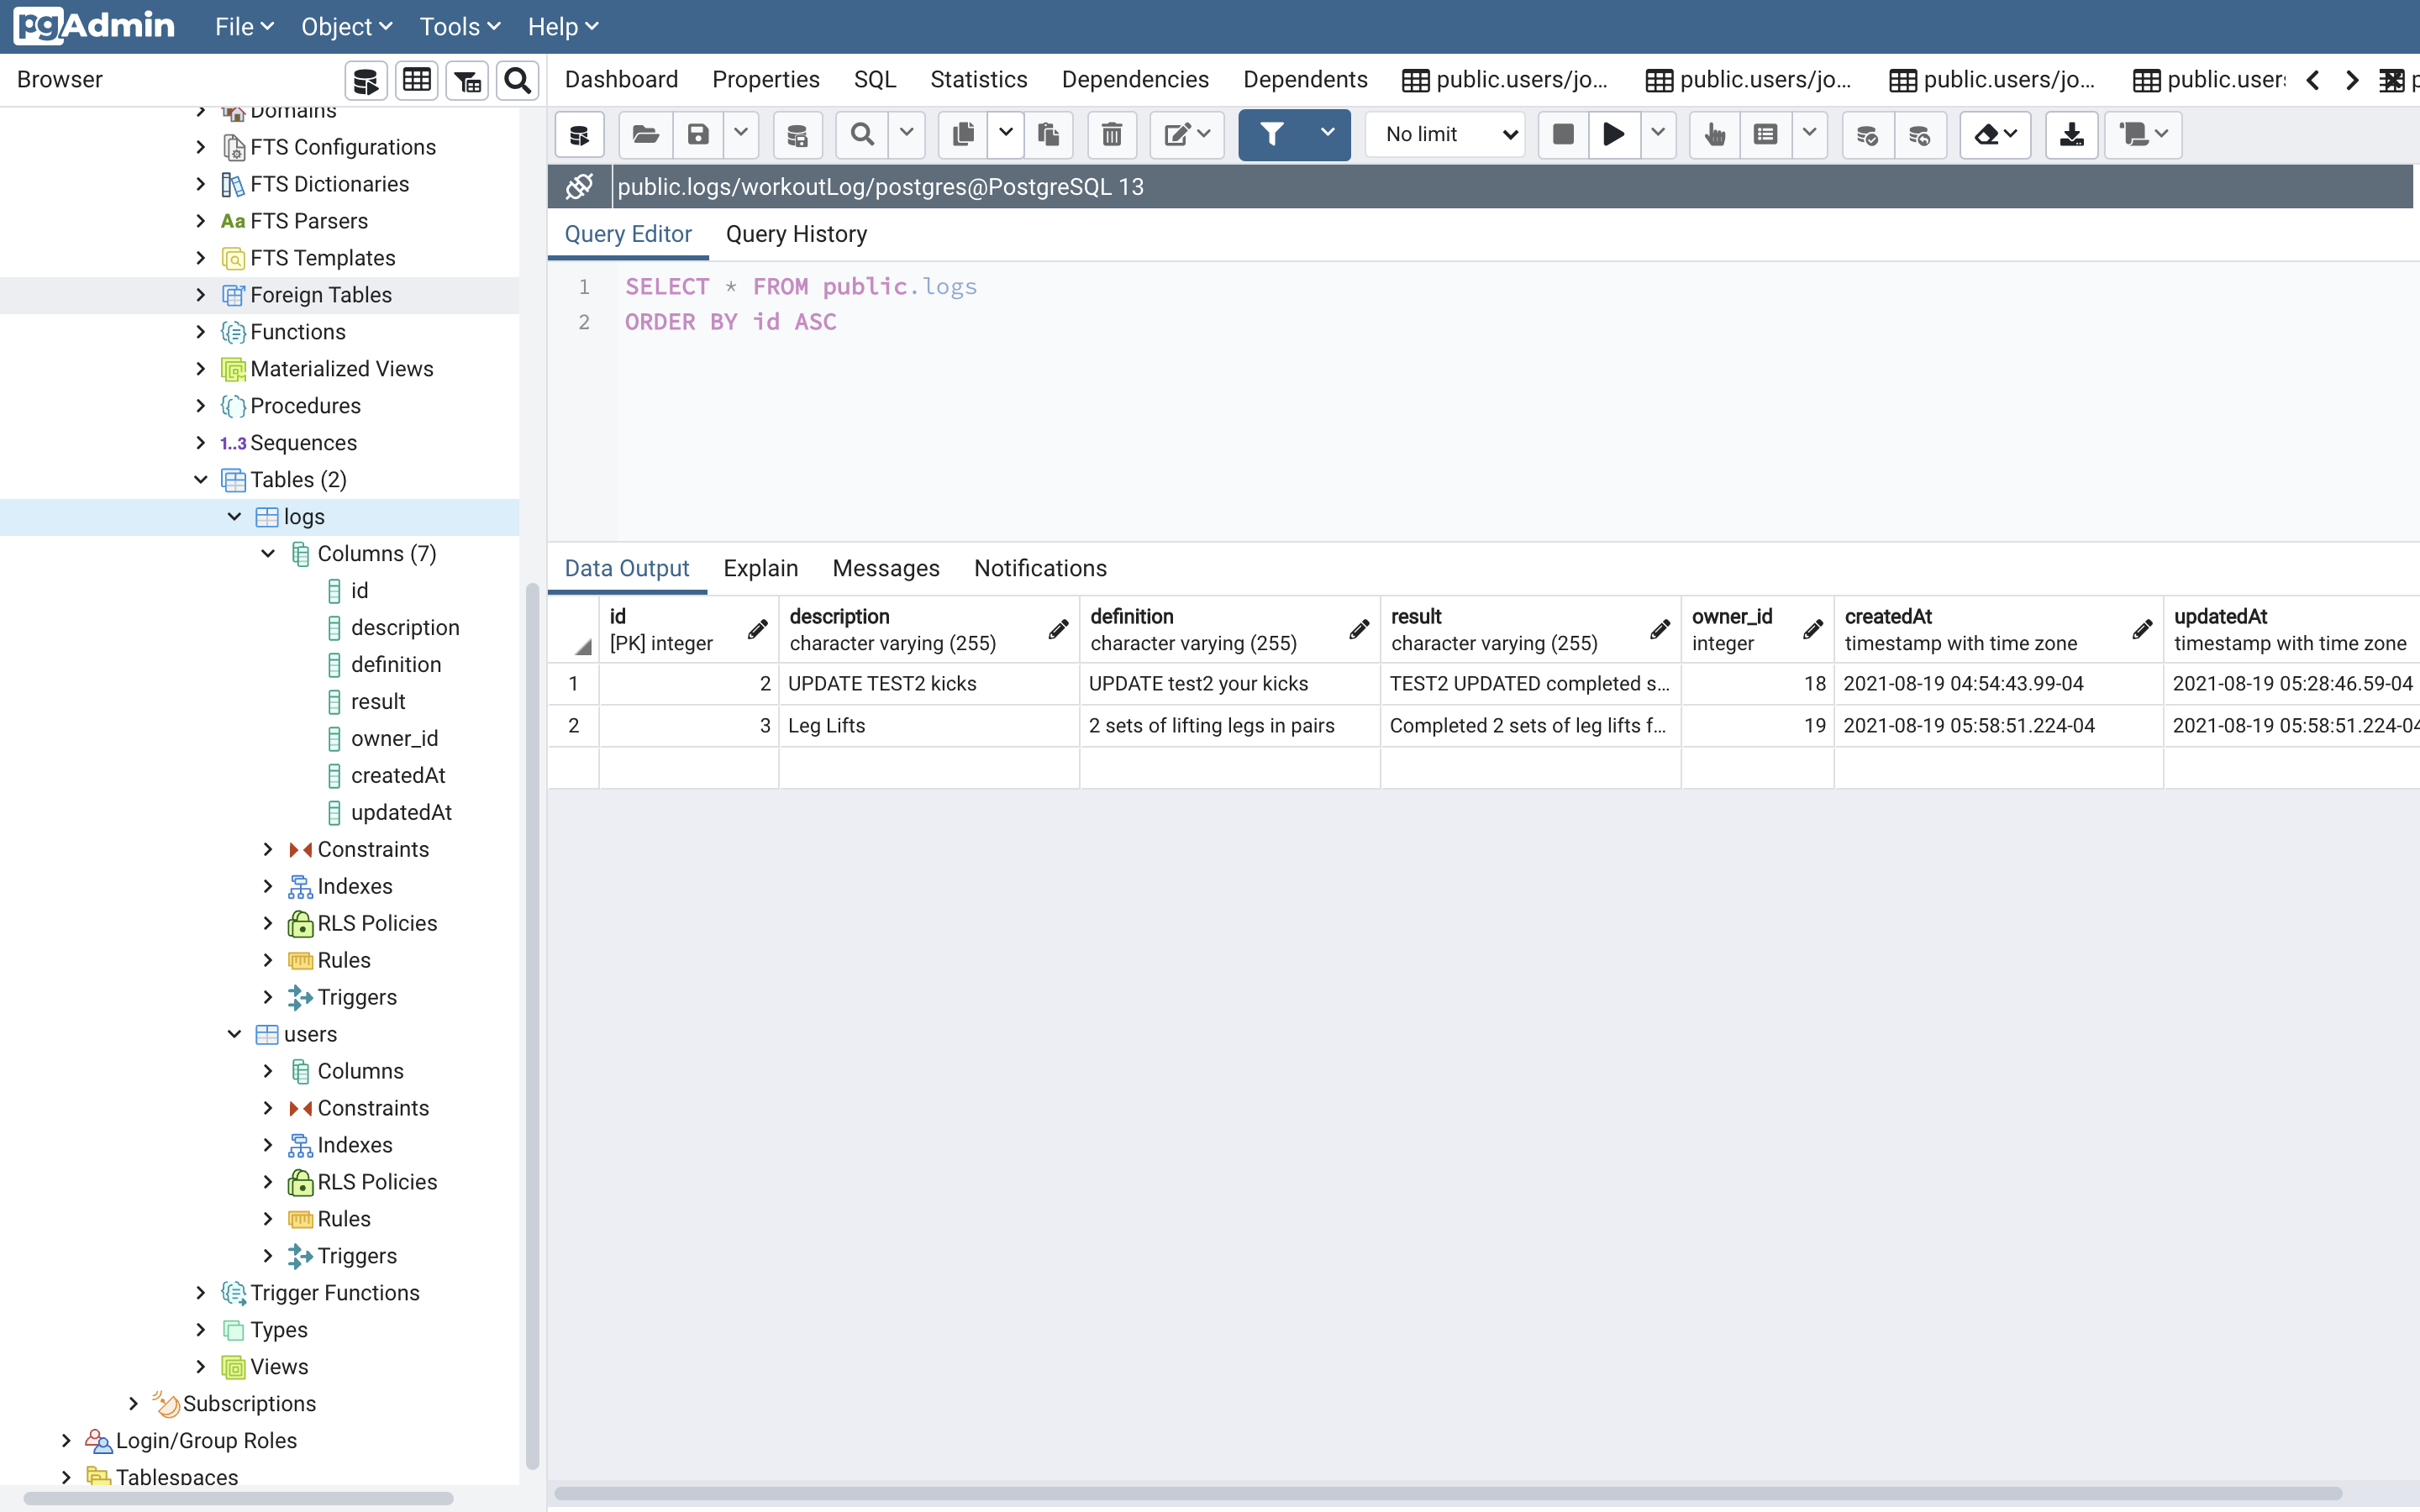 pgAdmin File Object Tools Help
Browser
Dashboard Properties SQL Statistics Dependencies Dependents public.users/jo... public.users/jo... public.users/jo... public.user
No limit
public.logs/workoutLog/postgres@PostgreSQL 13
Query Editor Query History
1 SELECT * FROM public.logs
2 ORDER BY id ASC
Domains
FTS Configurations
FTS Dictionaries
Aa FTS Parsers
FTS Templates
Foreign Tables
Functions
Materialized Views
Procedures
1..3 Sequences
Tables (2)
logs
Columns (7)
id
description
definition
result
owner_id
createdAt
updatedAt
Constraints
Indexes
RLS Policies
Rules
Triggers
users
Columns
Constraints
Indexes
RLS Policies
Rules
Triggers
Trigger Functions
Types
Views
Subscriptions
Login/Group Roles
Tablespaces
Data Output Explain Messages Notifications
id description definition result owner_id createdAt updatedAt
[PK] integer character varying (255) character varying (255) character varying (255) integer timestamp with time zone timestamp with time zone
1 2 UPDATE TEST2 kicks UPDATE test2 your kicks TEST2 UPDATED completed s... 18 2021-08-19 04:54:43.99-04 2021-08-19 05:28:46.59-04
2 3 Leg Lifts 2 sets of lifting legs in pairs Completed 2 sets of leg lifts f... 19 2021-08-19 05:58:51.224-04 2021-08-19 05:58:51.224-04